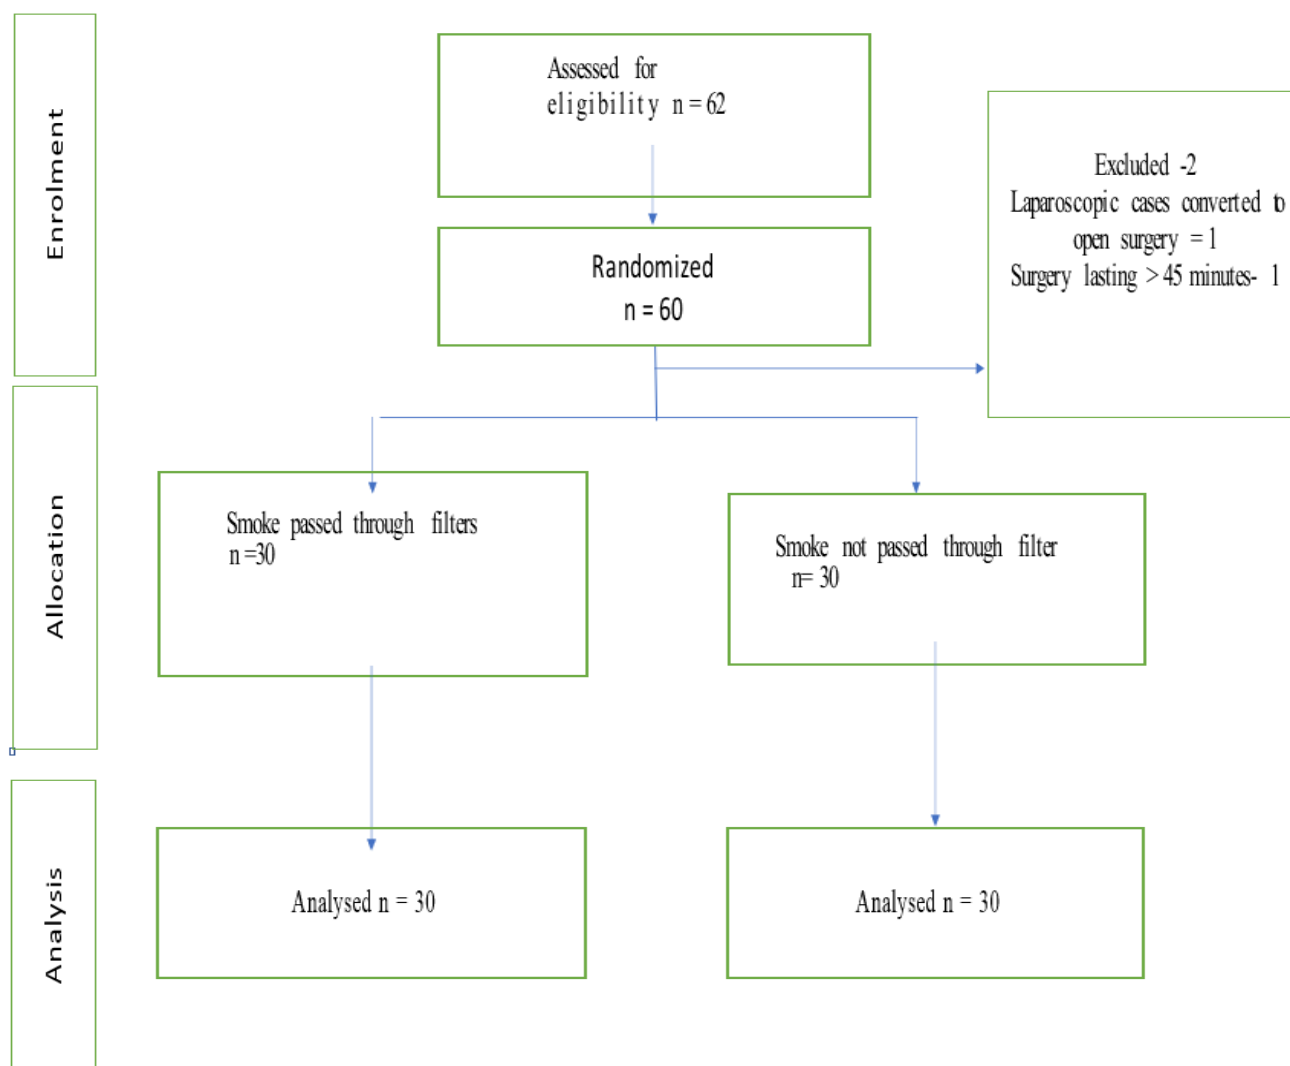 Enrolment
Assessed for
eligibility n = 62
Excluded -2
Laparoscopic cases converted to
open surgery = 1
Surgery lasting > 45 minutes- 1
Randomized
n = 60
Allocation
Smoke passed through filters
n =30
Smoke not passed through filter
n= 30
Analysis
Analysed n = 30
Analysed n = 30